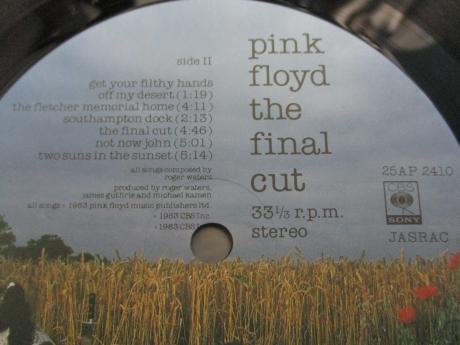 side II
get your filthy hands
off my desert (1:19)
the fletcher memorial home (4:11)
southampton dock (2:13)
the final cut (4:46)
not now john (5:01)
two suns in the sunset (5:14)
all songs composed by
roger waters
produced by roger waters,
james guthrie and michael kamen
all songs © 1983 pink floyd music publishers ltd.
℗ 1983 CBS Inc.
© 1983 CBS I
pink
floyd
the
final
cut
33 1/3 r.p.m.
stereo
25AP 2410
CBS
SONY
JASRAC